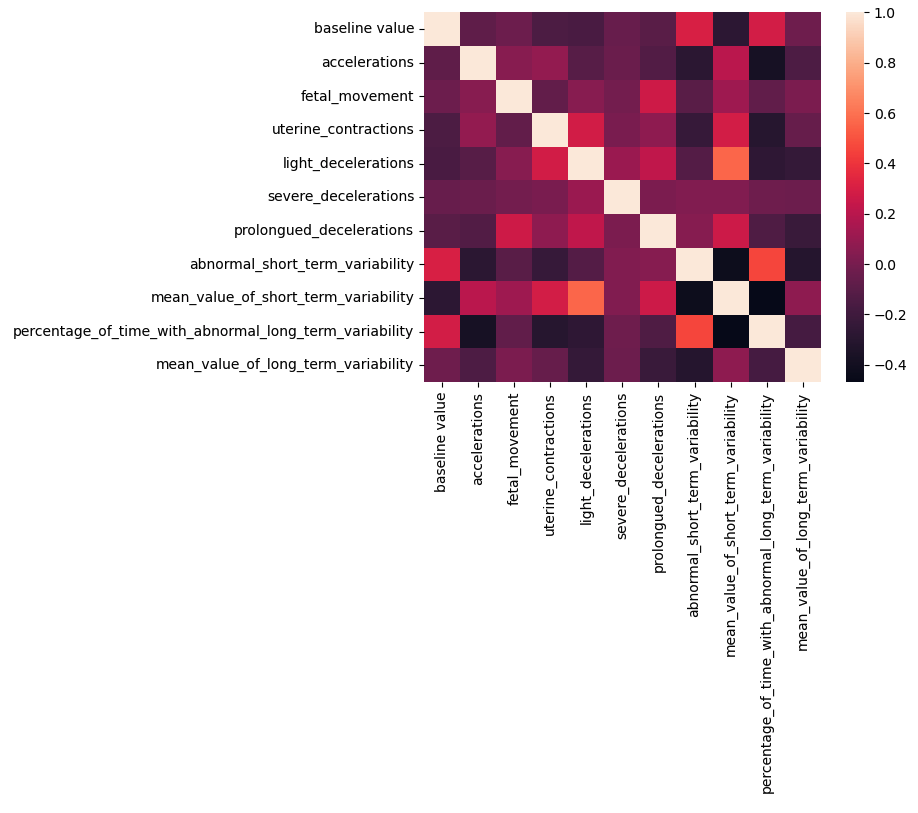 baseline value
accelerations
fetal_movement
uterine_contractions
light_decelerations
severe_decelerations
prolongued_decelerations
abnormal_short_term_variability
mean_value_of_short_term_variability
percentage_of_time_with_abnormal_long_term_variability
mean_value_of_long_term_variability
baseline value
accelerations
fetal_movement
uterine_contractions
light_decelerations
severe_decelerations
prolongued_decelerations
abnormal_short_term_variability
mean_value_of_short_term_variability
percentage_of_time_with_abnormal_long_term_variability
mean_value_of_long_term_variability
1.0
0.8
0.6
0.4
0.2
0.0
−0.2
−0.4